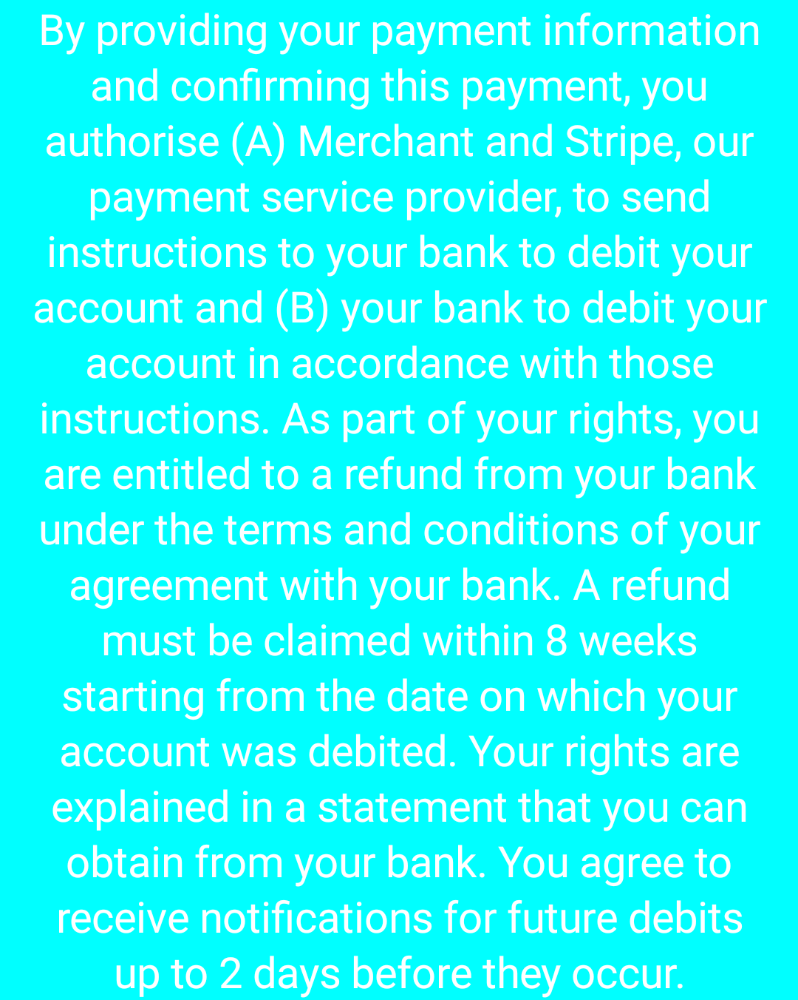 By providing your payment information
and confirming this payment, you
authorise (A) Merchant and Stripe, our
payment service provider, to send
instructions to your bank to debit your
account and (B) your bank to debit your
account in accordance with those
instructions. As part of your rights, you
are entitled to a refund from your bank
under the terms and conditions of your
agreement with your bank. A refund
must be claimed within 8 weeks
starting from the date on which your
account was debited. Your rights are
explained in a statement that you can
obtain from your bank. You agree to
receive notifications for future debits
up to 2 days before they occur.